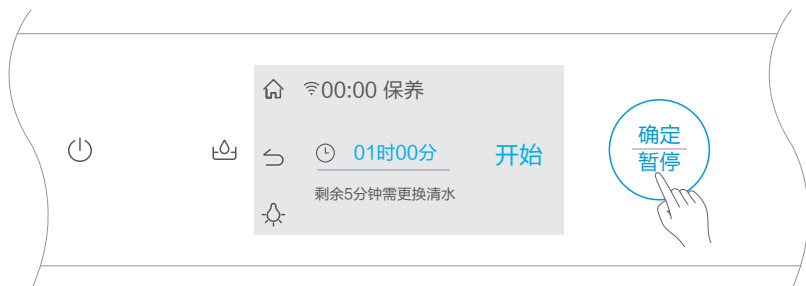 00:00 保养
01时00分
开始
剩余5分钟需更换清水
确定
暂停